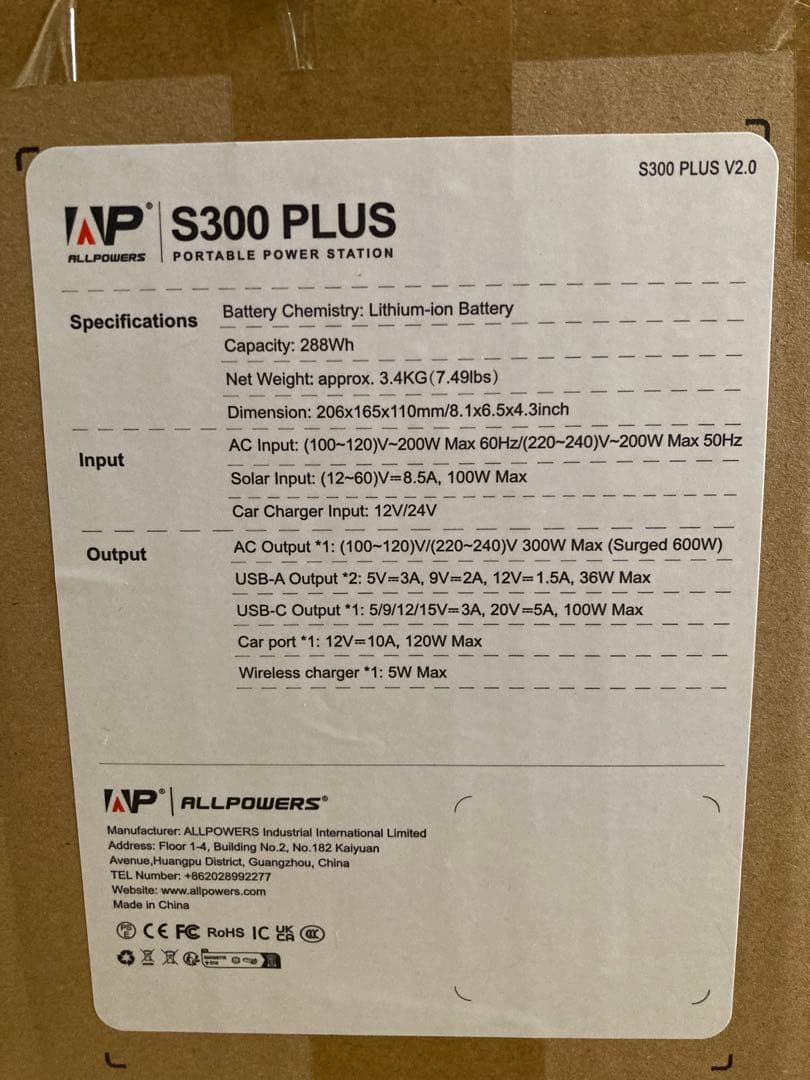 S300 PLUS V2.0
AP® S300 PLUS
ALLPOWERS PORTABLE POWER STATION
Specifications
Battery Chemistry: Lithium-ion Battery
Capacity: 288Wh
Net Weight: approx. 3.4KG(7.49lbs)
Dimension: 206x165x110mm/8.1x6.5x4.3inch
Input
AC Input: (100~120)V~200W Max 60Hz/(220~240)V~200W Max 50Hz
Solar Input: (12~60)V⎓8.5A, 100W Max
Car Charger Input: 12V/24V
Output
AC Output *1: (100~120)V/(220~240)V 300W Max (Surged 600W)
USB-A Output *2: 5V⎓3A, 9V⎓2A, 12V⎓1.5A, 36W Max
USB-C Output *1: 5/9/12/15V⎓3A, 20V⎓5A, 100W Max
Car port *1: 12V⎓10A, 120W Max
Wireless charger *1: 5W Max
AP® ALLPOWERS®
Manufacturer: ALLPOWERS Industrial International Limited
Address: Floor 1-4, Building No.2, No.182 Kaiyuan
Avenue,Huangpu District, Guangzhou, China
TEL Number: +862028992277
Website: www.allpowers.com
Made in China
PSE CE FC RoHS IC UKCA CCC